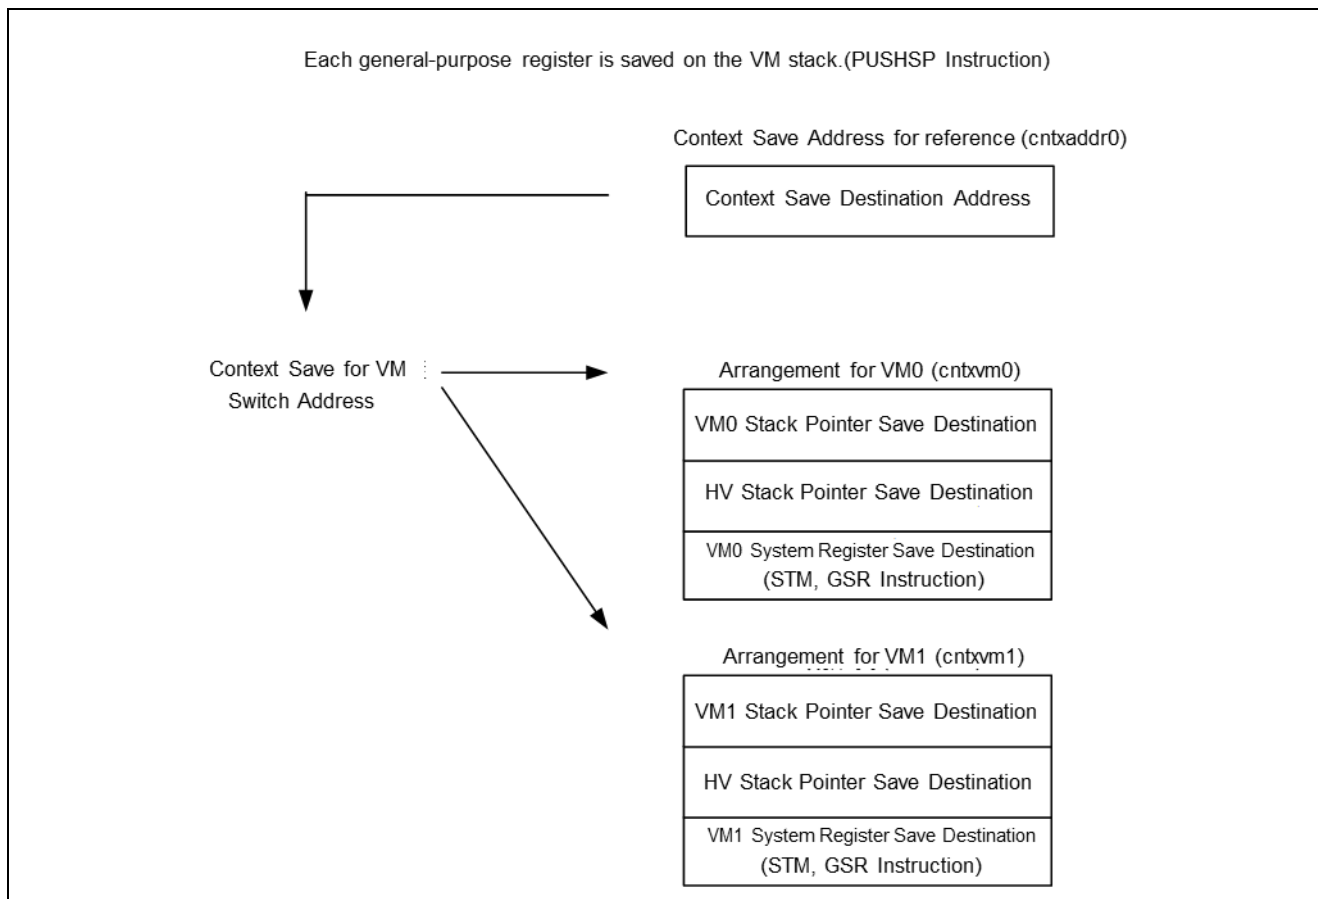 Each general-purpose register is saved on the VM stack.(PUSHSP Instruction)
Context Save Address for reference (cntxaddr0)
Context Save Destination Address
Context Save for VM
Switch Address
Arrangement for VM0 (cntxvm0)
VM0 Stack Pointer Save Destination
HV Stack Pointer Save Destination
VM0 System Register Save Destination
(STM, GSR Instruction)
Arrangement for VM1 (cntxvm1)
VM1 Stack Pointer Save Destination
HV Stack Pointer Save Destination
VM1 System Register Save Destination
(STM, GSR Instruction)